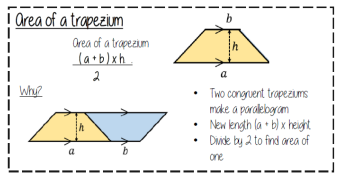 Area of a trapezium
Area of a trapezium
(a + b) x h
2
b
h
a
Why?
h
a
b
• Two congruent trapeziums
make a parallelogram
• New length (a + b) x height
• Divide by 2 to find area of
one